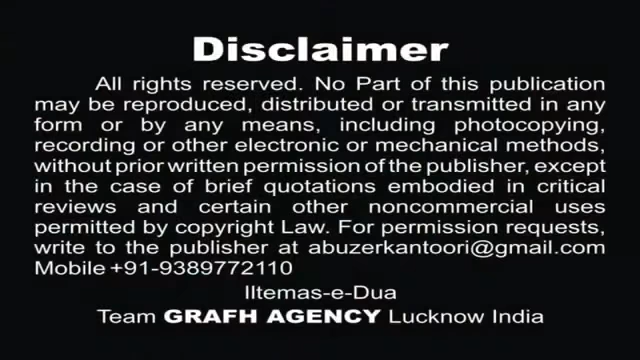 Disclaimer
All rights reserved. No Part of this publication
may be reproduced, distributed or transmitted in any
form or by any means, including photocopying,
recording or other electronic or mechanical methods,
without prior written permission of the publisher, except
in the case of brief quotations embodied in critical
reviews and certain other noncommercial uses
permitted by copyright Law. For permission requests,
write to the publisher at abuzerkantoori@gmail.com
Mobile +91-9389772110
Iltemas-e-Dua
Team GRAFH AGENCY Lucknow India